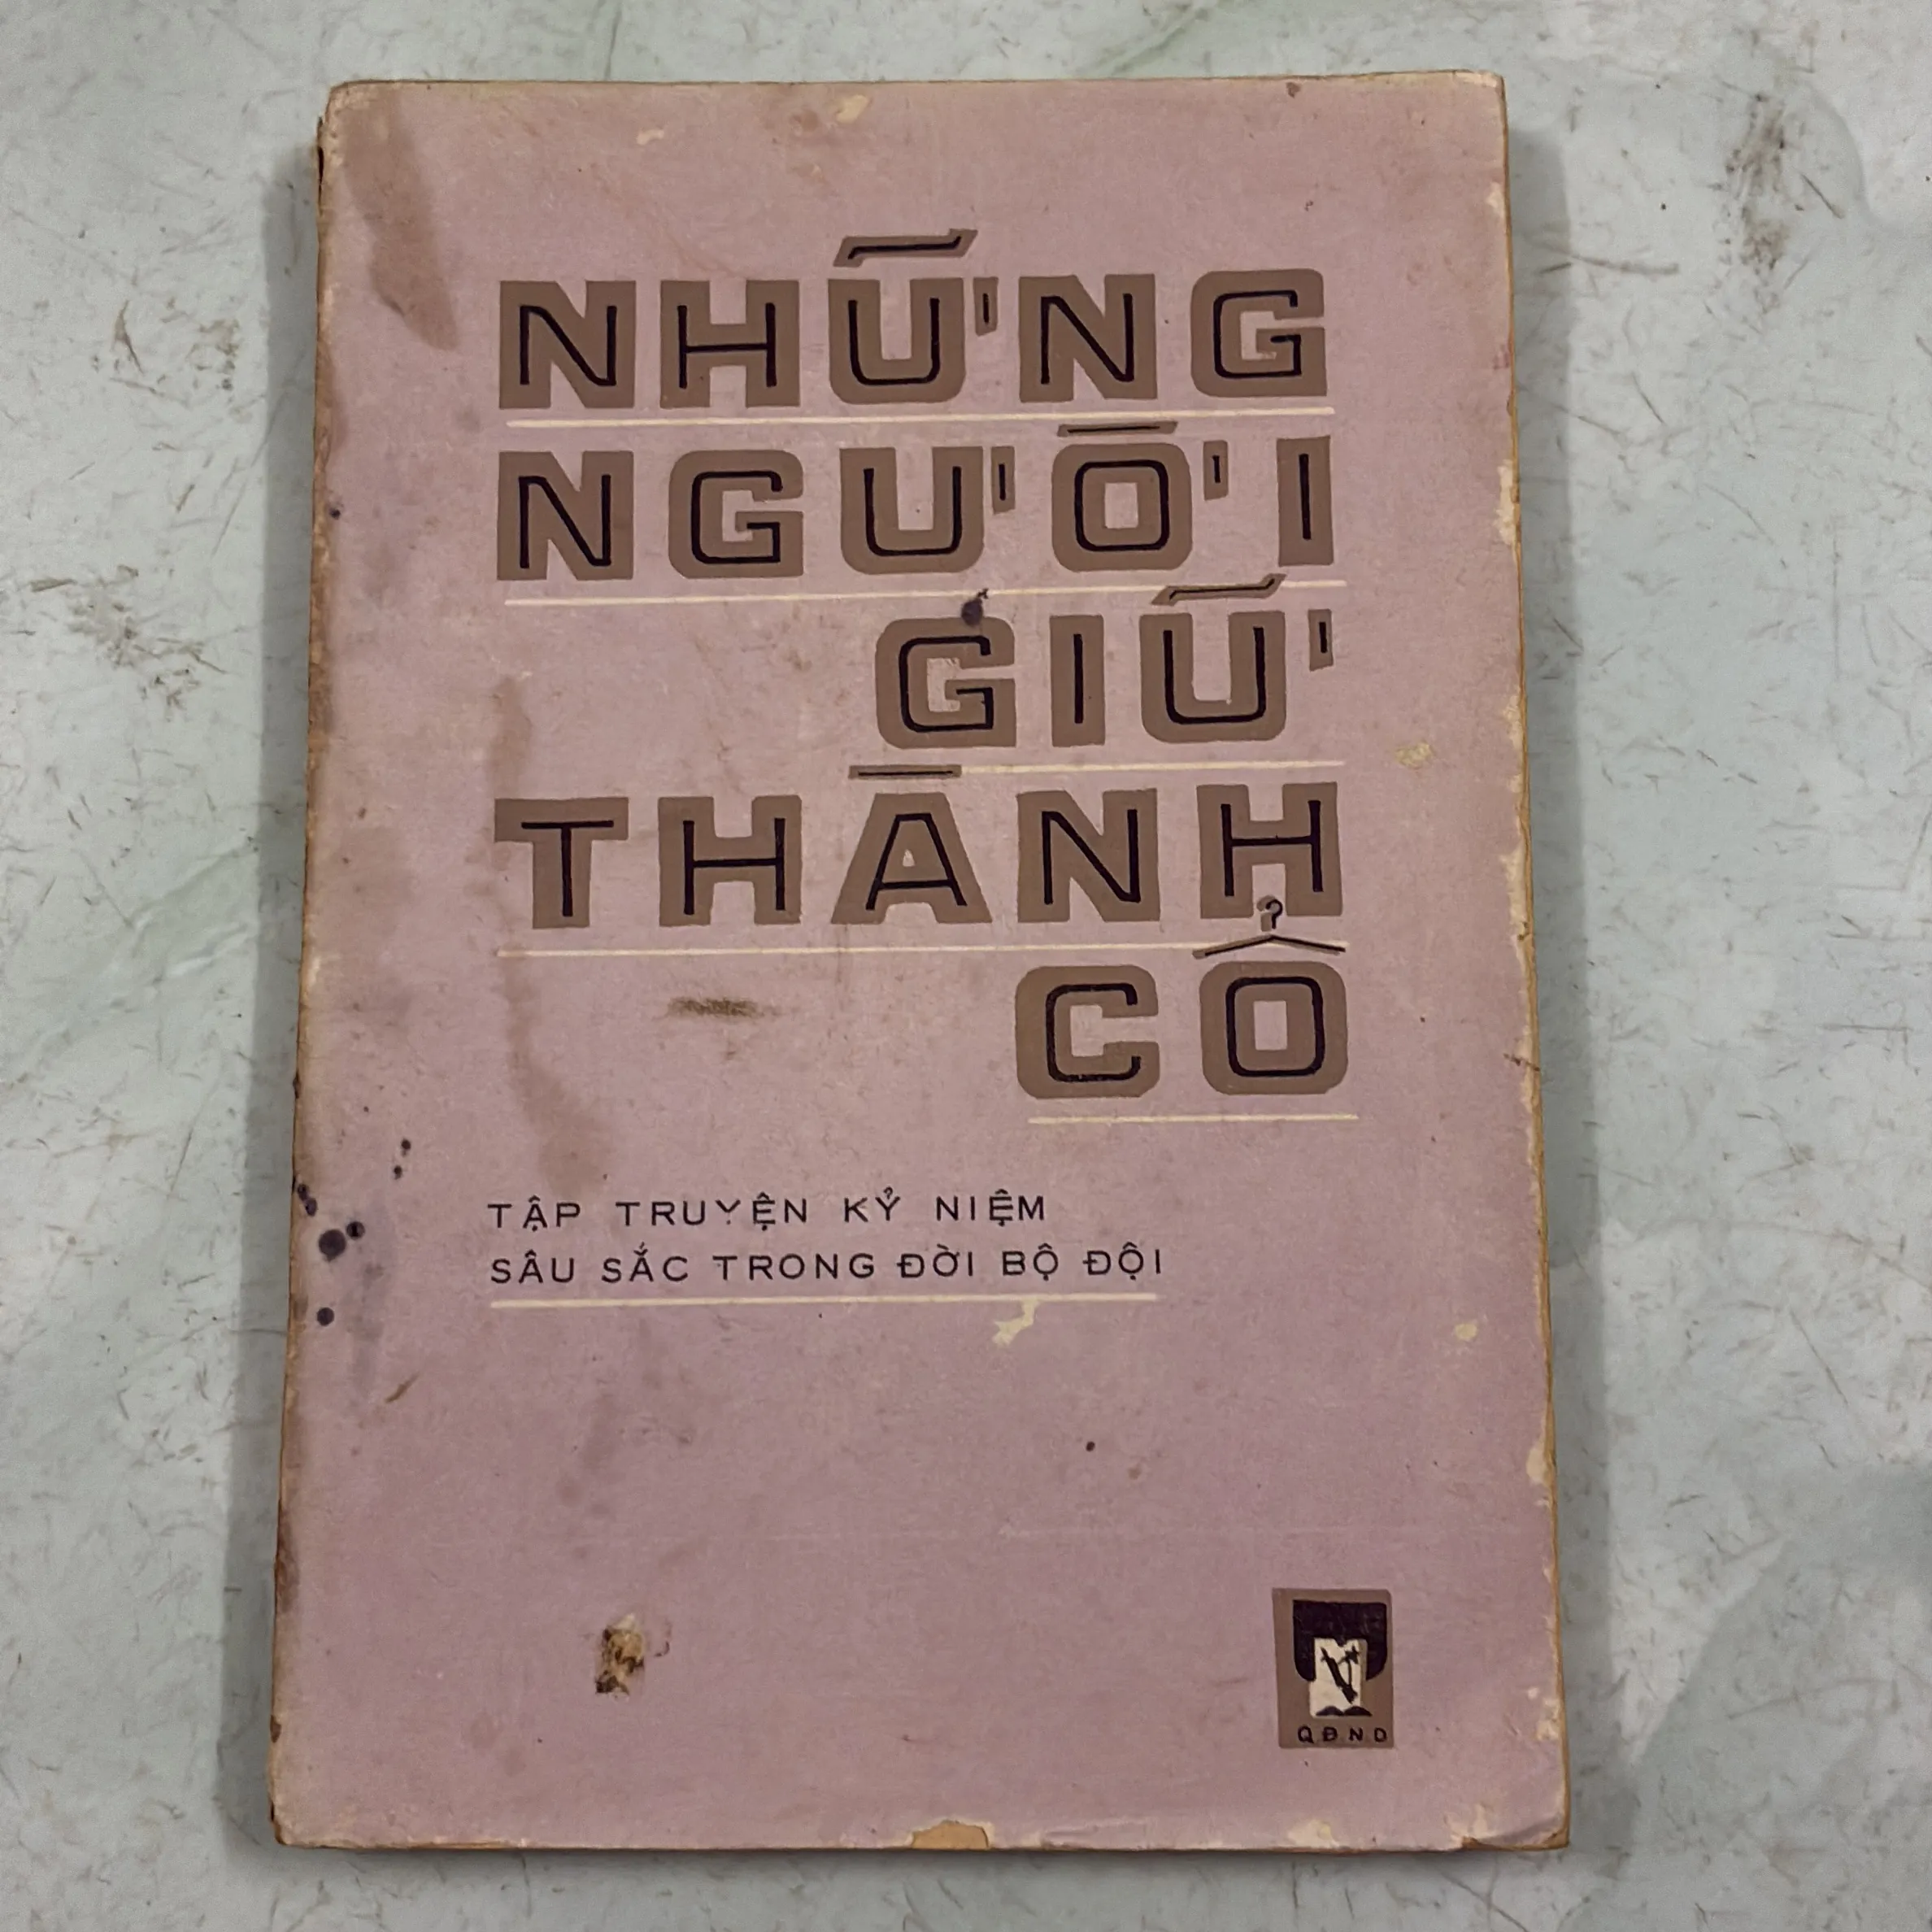 NHỮNG
NGƯỜI
GIỮ
THÀNH
CỔ
TẬP TRUYỆN KỶ NIỆM
SÂU SẮC TRONG ĐỜI BỘ ĐỘI
QĐND